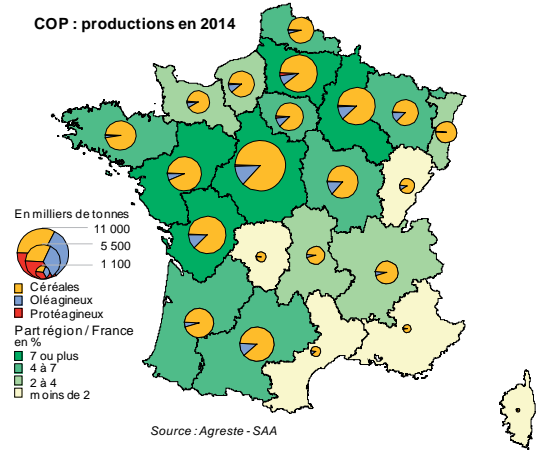 COP : productions en 2014
En milliers de tonnes
11 000
5 500
1 100
Céréales
Oléagineux
Protéagineux
Part région / France
en %
7 ou plus
4 à 7
2 à 4
moins de 2
Source : Agreste - SAA